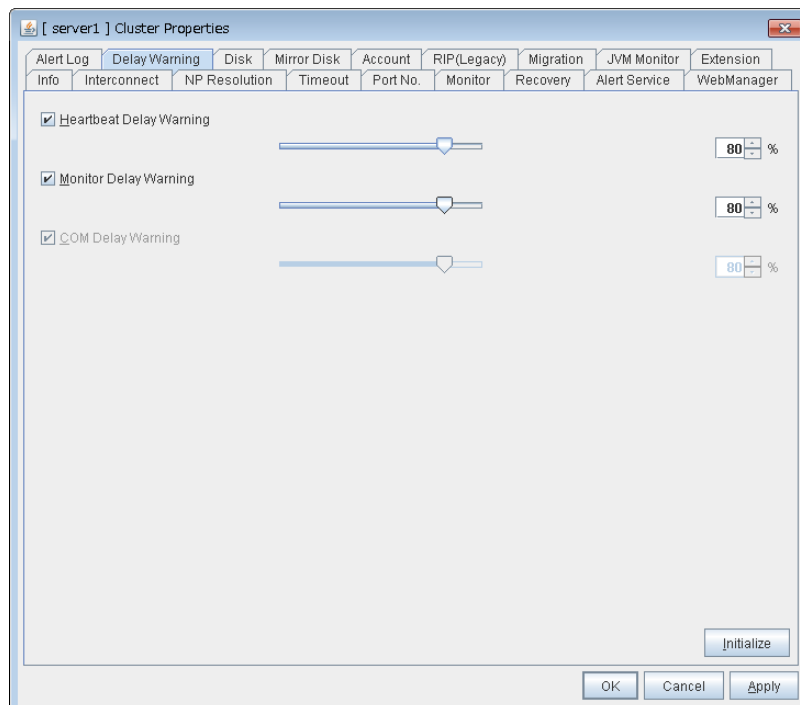 [ server1 ] Cluster Properties
Alert Log Delay Warning Disk Mirror Disk Account RIP(Legacy) Migration JVM Monitor Extension
Info Interconnect NP Resolution Timeout Port No. Monitor Recovery Alert Service WebManager
Heartbeat Delay Warning
80 %
Monitor Delay Warning
80 %
COM Delay Warning
80 %
Initialize
OK Cancel Apply